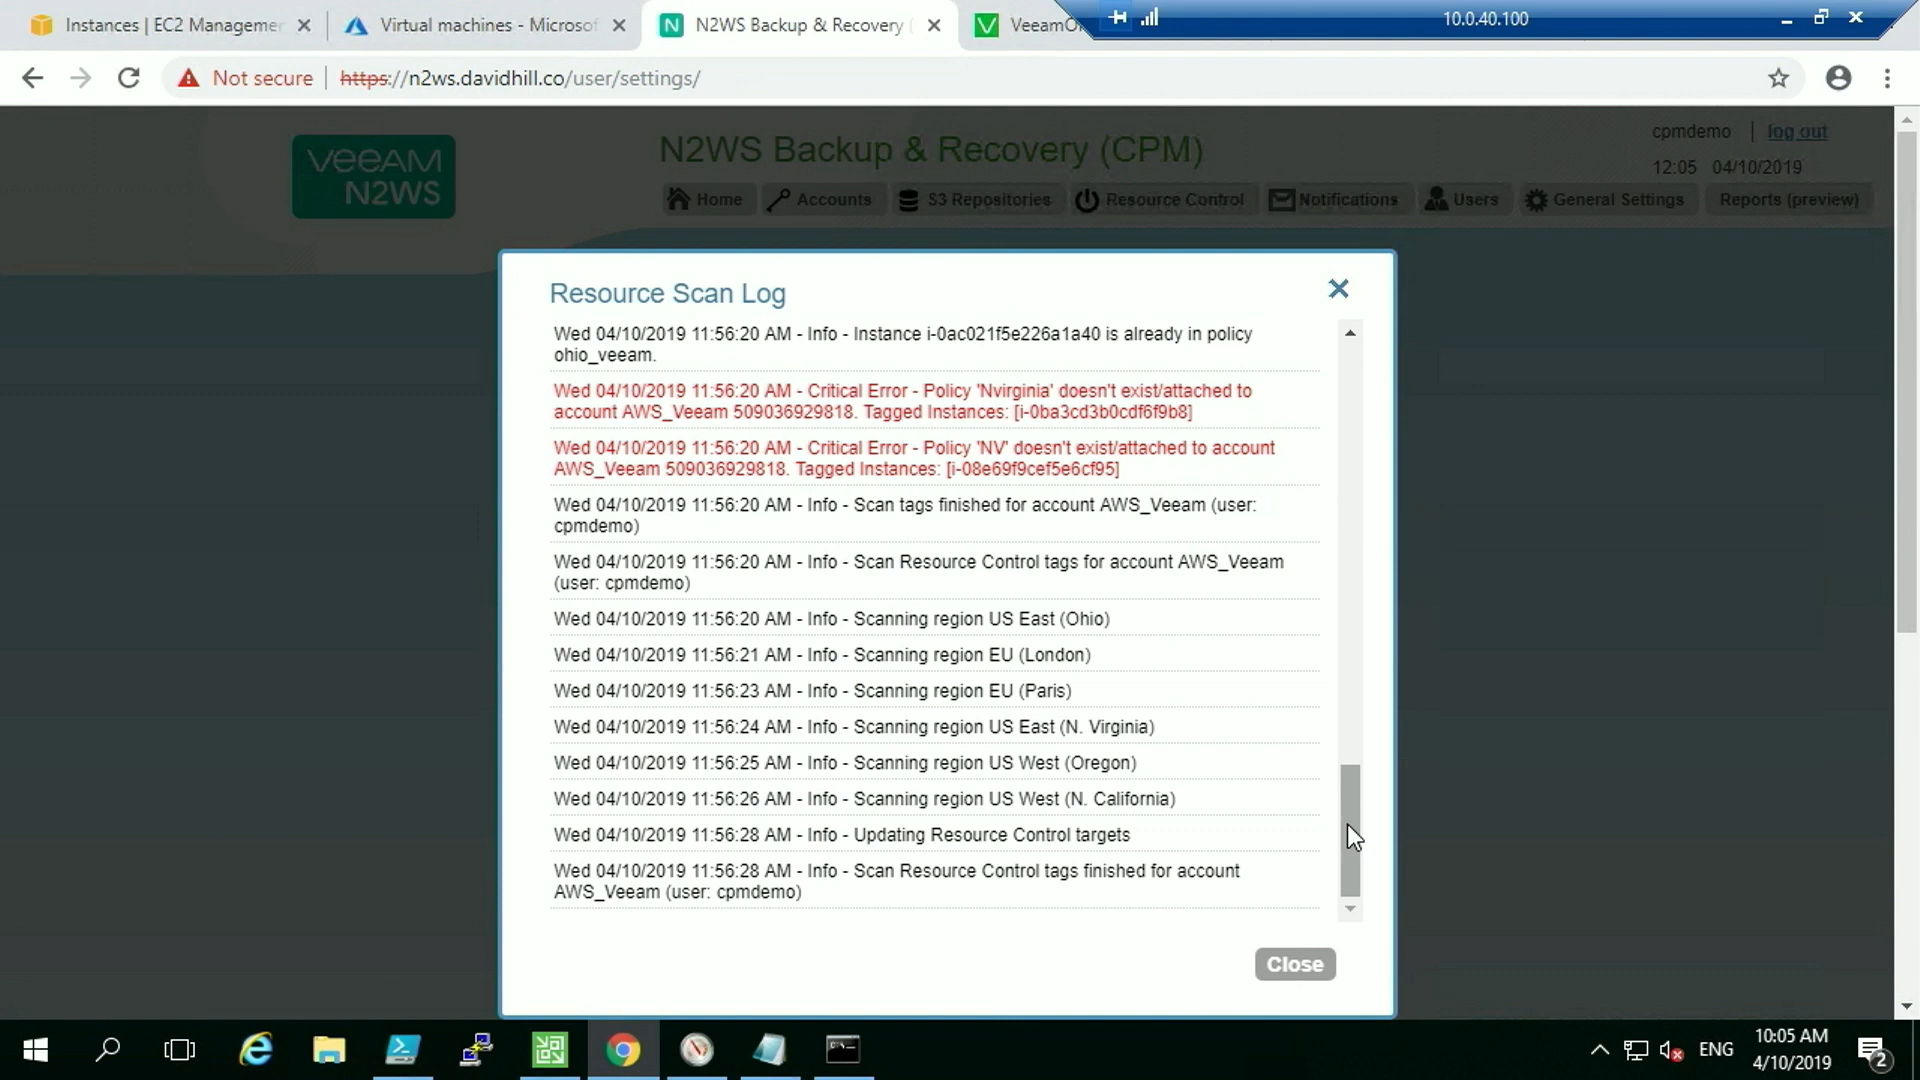 Instances | EC2 Managemen
Virtual machines - Microsof
N2WS Backup & Recovery (
VeeamO
10.0.40.100
Not secure
https://n2ws.davidhill.co/user/settings/
veeAM
N2WS
N2WS Backup & Recovery (CPM)
cpmdemo | log out
12:05 04/10/2019
Home
Accounts
S3 Repositories
Resource Control
Notifications
Users
General Settings
Reports (preview)
Resource Scan Log
Wed 04/10/2019 11:56:20 AM - Info - Instance i-0ac021f5e226a1a40 is already in policy
ohio_veeam.
Wed 04/10/2019 11:56:20 AM - Critical Error - Policy 'Nvirginia' doesn't exist/attached to
account AWS_Veeam 509036929818. Tagged Instances: [i-0ba3cd3b0cdf6f9b8]
Wed 04/10/2019 11:56:20 AM - Critical Error - Policy 'NV' doesn't exist/attached to account
AWS_Veeam 509036929818. Tagged Instances: [i-08e69f9cef5e6cf95]
Wed 04/10/2019 11:56:20 AM - Info - Scan tags finished for account AWS_Veeam (user:
cpmdemo)
Wed 04/10/2019 11:56:20 AM - Info - Scan Resource Control tags for account AWS_Veeam
(user: cpmdemo)
Wed 04/10/2019 11:56:20 AM - Info - Scanning region US East (Ohio)
Wed 04/10/2019 11:56:21 AM - Info - Scanning region EU (London)
Wed 04/10/2019 11:56:23 AM - Info - Scanning region EU (Paris)
Wed 04/10/2019 11:56:24 AM - Info - Scanning region US East (N. Virginia)
Wed 04/10/2019 11:56:25 AM - Info - Scanning region US West (Oregon)
Wed 04/10/2019 11:56:26 AM - Info - Scanning region US West (N. California)
Wed 04/10/2019 11:56:28 AM - Info - Updating Resource Control targets
Wed 04/10/2019 11:56:28 AM - Info - Scan Resource Control tags finished for account
AWS_Veeam (user: cpmdemo)
Close
ENG
10:05 AM
4/10/2019
2